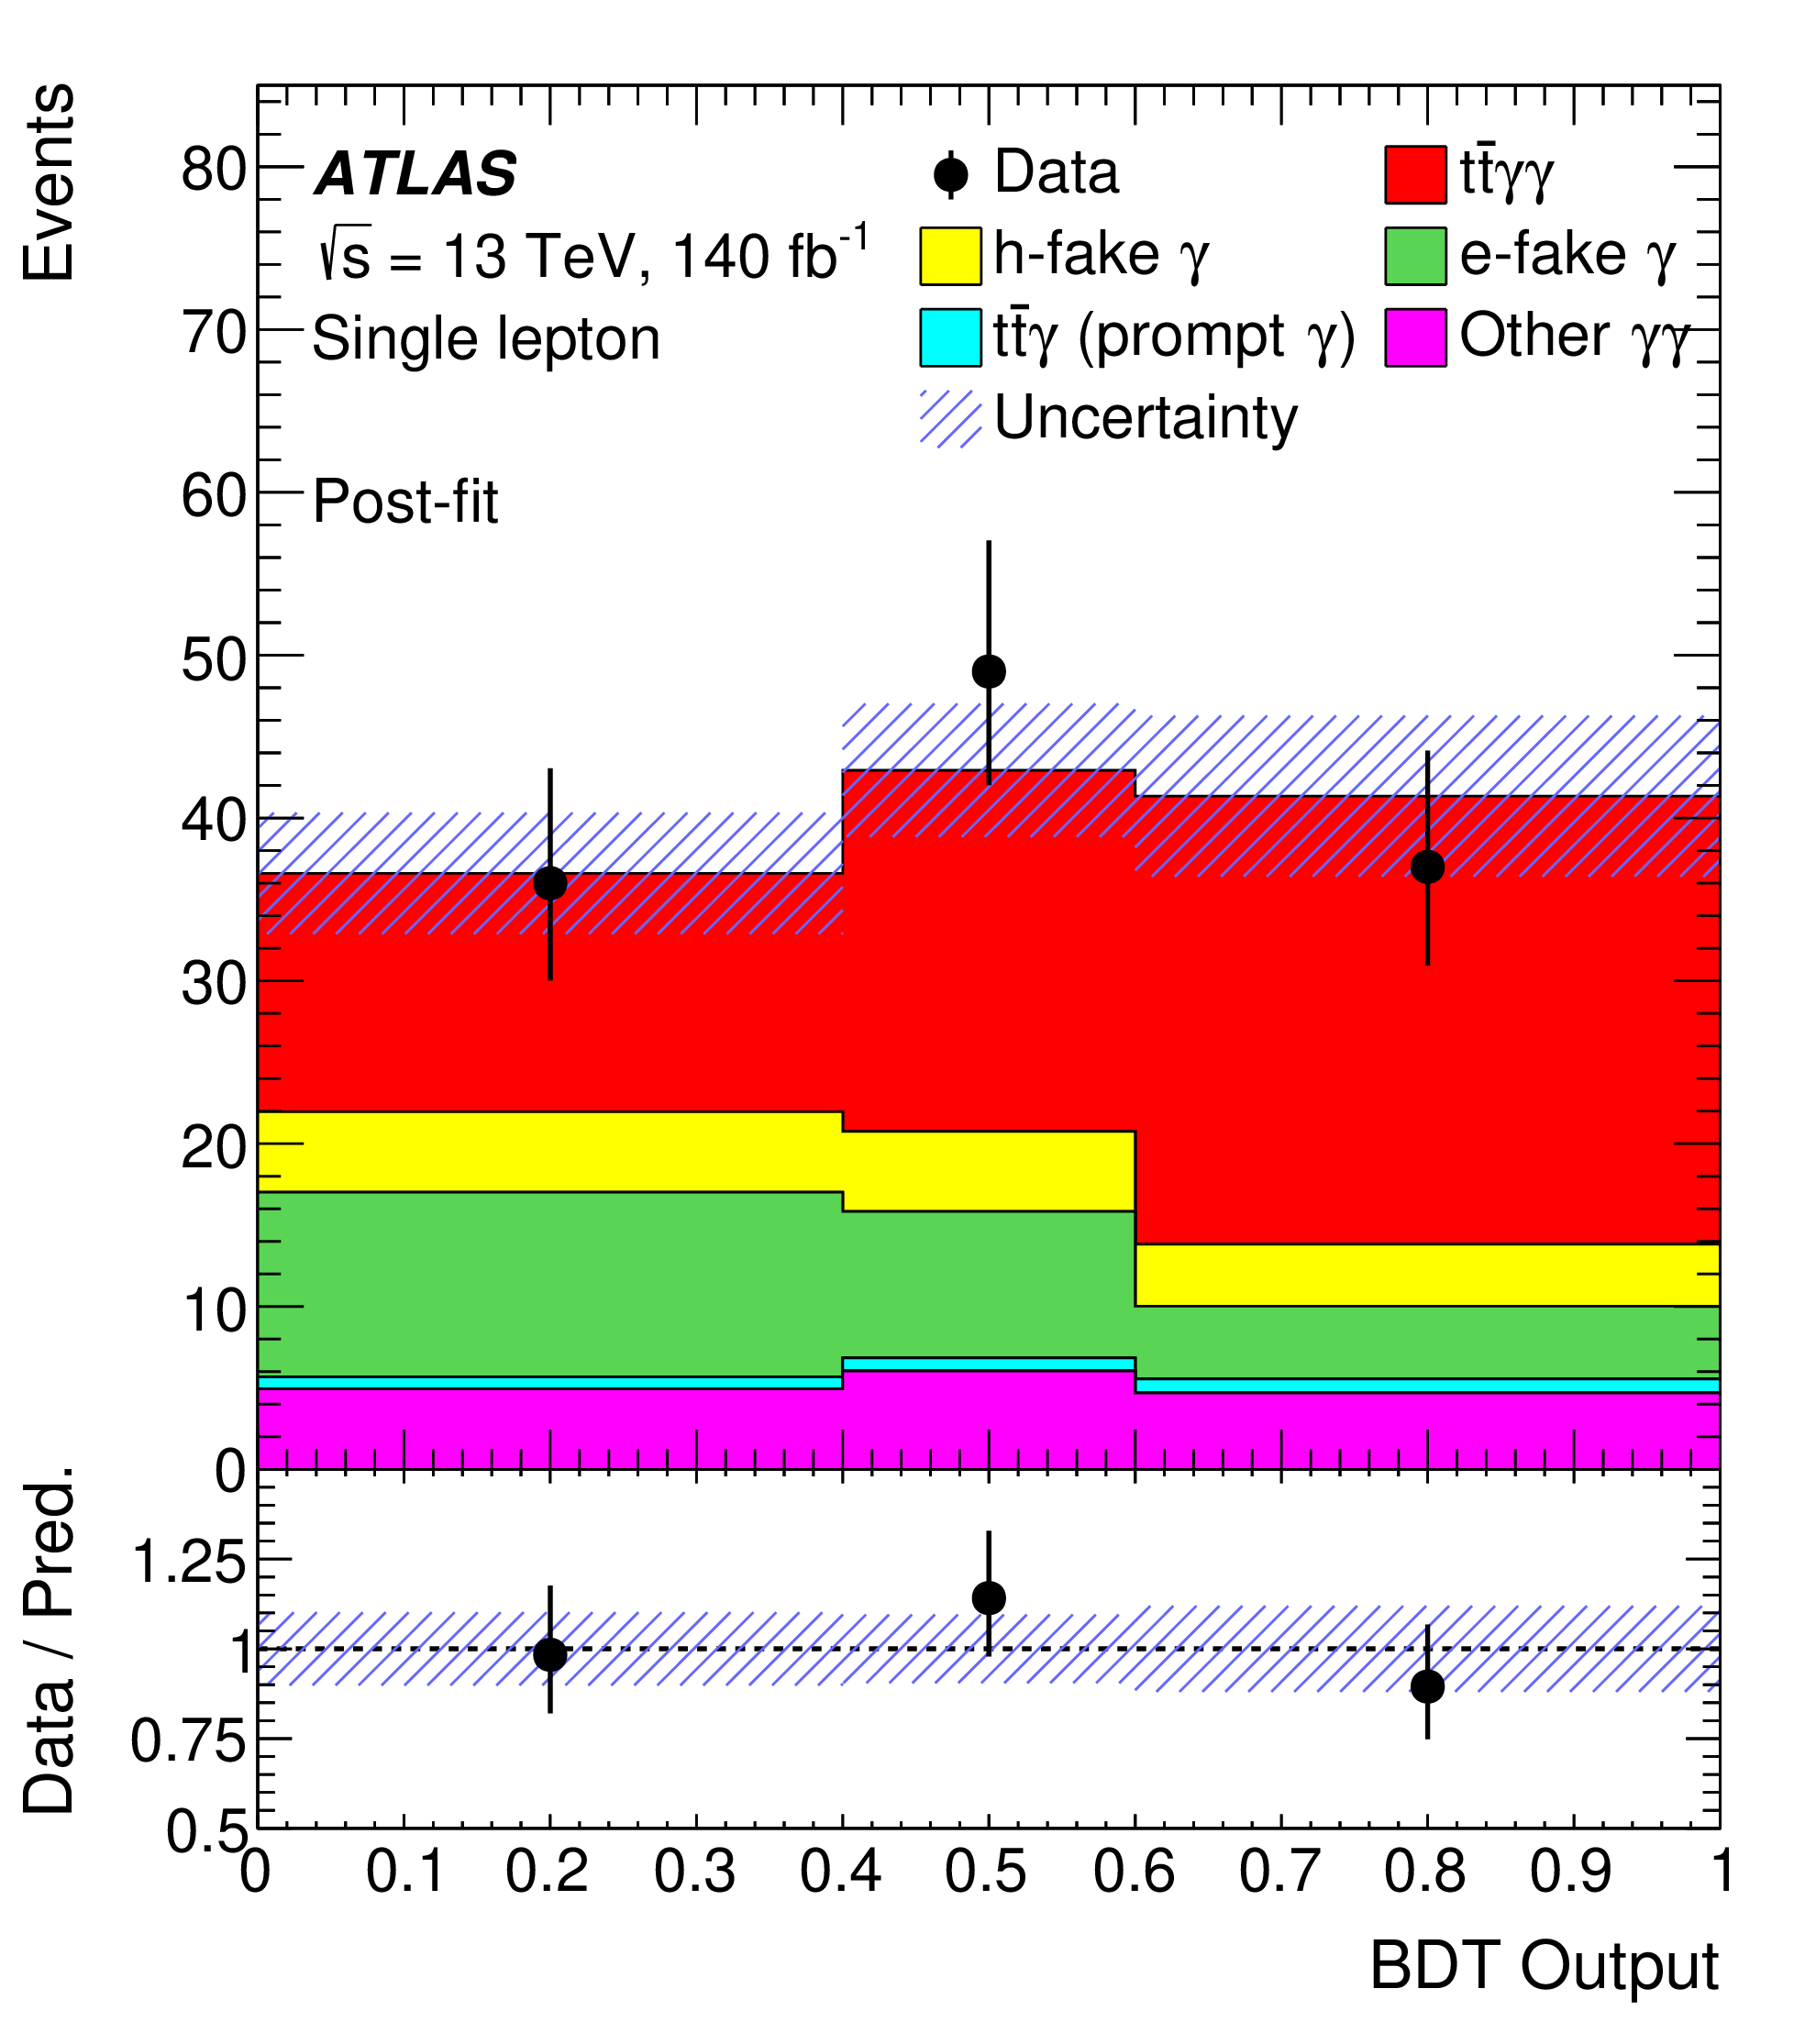 Events
80
70
60
50
40
30
20
10
0
ATLAS
√s = 13 TeV, 140 fb⁻¹
Single lepton
Post-fit
Data
tt̄γγ
h-fake γ
e-fake γ
tt̄γ (prompt γ)
Other γγ
Uncertainty
Data / Pred.
1.25
1
0.75
0.5
0 0.1 0.2 0.3 0.4 0.5 0.6 0.7 0.8 0.9 1
BDT Output